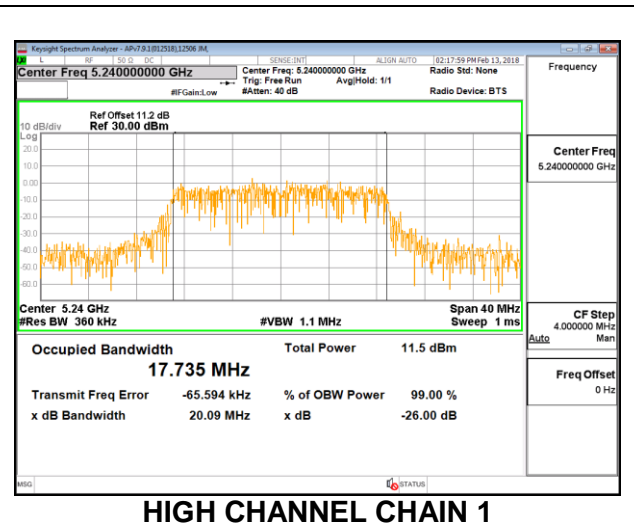 Keysight Spectrum Analyzer - APv7.9.1(012518),12506 JM,
L RF 50 Ω DC SENSE:INT ALIGN AUTO 02:17:59 PM Feb 13, 2018
Center Freq 5.240000000 GHz Center Freq: 5.240000000 GHz Radio Std: None Frequency
Trig: Free Run Avg|Hold: 1/1
#IFGain:Low #Atten: 40 dB Radio Device: BTS
Ref Offset 11.2 dB
10 dB/div Ref 30.00 dBm
Log
20.0
10.0
0.00
-10.0
-20.0
-30.0
-40.0
-50.0
-60.0
Center 5.24 GHz Span 40 MHz
#Res BW 360 kHz #VBW 1.1 MHz Sweep 1 ms
Occupied Bandwidth Total Power 11.5 dBm
17.735 MHz
Transmit Freq Error -65.594 kHz % of OBW Power 99.00 %
x dB Bandwidth 20.09 MHz x dB -26.00 dB
Center Freq
5.240000000 GHz
CF Step
4.000000 MHz
Auto Man
Freq Offset
0 Hz
MSG STATUS
HIGH CHANNEL CHAIN 1